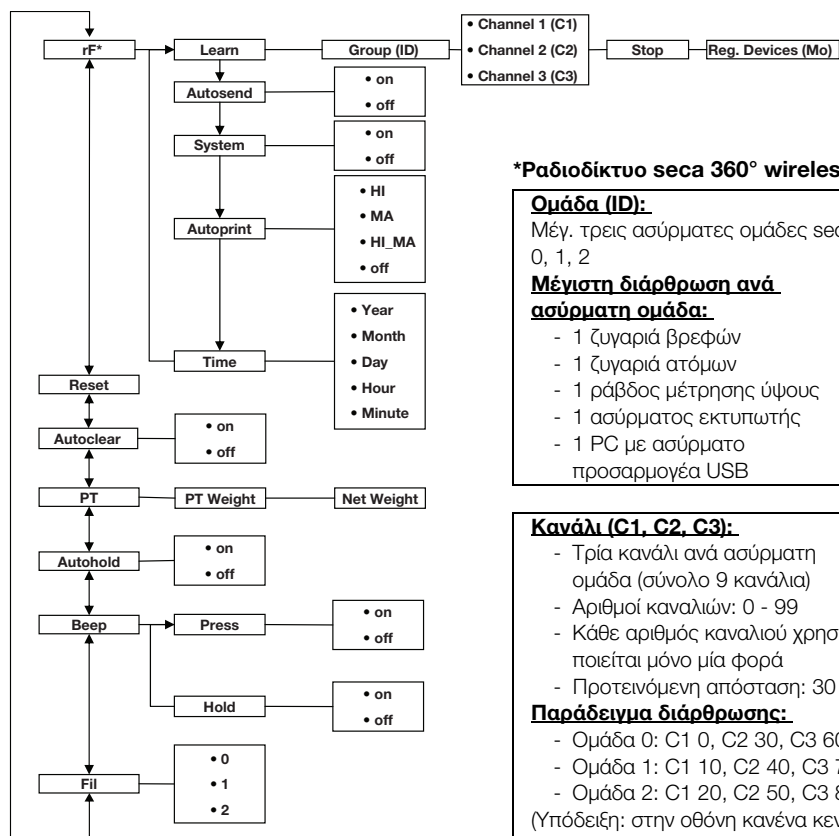 • Channel 1 (C1)
rF*
Learn
Group (ID)
• Channel 2 (C2)
Stop
Reg. Devices (Mo)
• Channel 3 (C3)
Autosend
• on
• off
System
• on
• off
Autoprint
• HI
• MA
• HI_MA
• off
Time
• Year
• Month
• Day
• Hour
• Minute
Reset
Autoclear
• on
• off
PT
PT Weight
Net Weight
Autohold
• on
• off
Beep
Press
• on
• off
Hold
• on
• off
Fil
• 0
• 1
• 2
*Ραδιοδίκτυο seca 360° 
Ομάδα (ID):
Μέγ. τρεις ασύρματες ομάδες
0, 1, 2
Μέγιστη διάρθρωση ανά
ασύρματη ομάδα:
- 1 ζυγαριά βρεφών
- 1 ζυγαριά ατόμων
- 1 ράβδος μέτρησης ύψους
- 1 ασύρματος εκτυπωτής
- 1 PC με ασύρματο
προσαρμογέα USB
Κανάλι (C1, C2, C3):
- Τρία κανάλι ανά ασύρματη
ομάδα (σύνολο 9 κανάλια)
- Αριθμοί καναλιών: 0 - 99
- Κάθε αριθμός καναλιού
ποιείται μόνο μία φορά
- Προτεινόμενη απόσταση: 30
Παράδειγμα διάρθρωσης:
- Ομάδα 0: C1 0, C2 30, C3
- Ομάδα 1: C1 10, C2 40, C3
- Ομάδα 2: C1 20, C2 50, C3
(Υπόδειξη: στην οθόνη κανένα